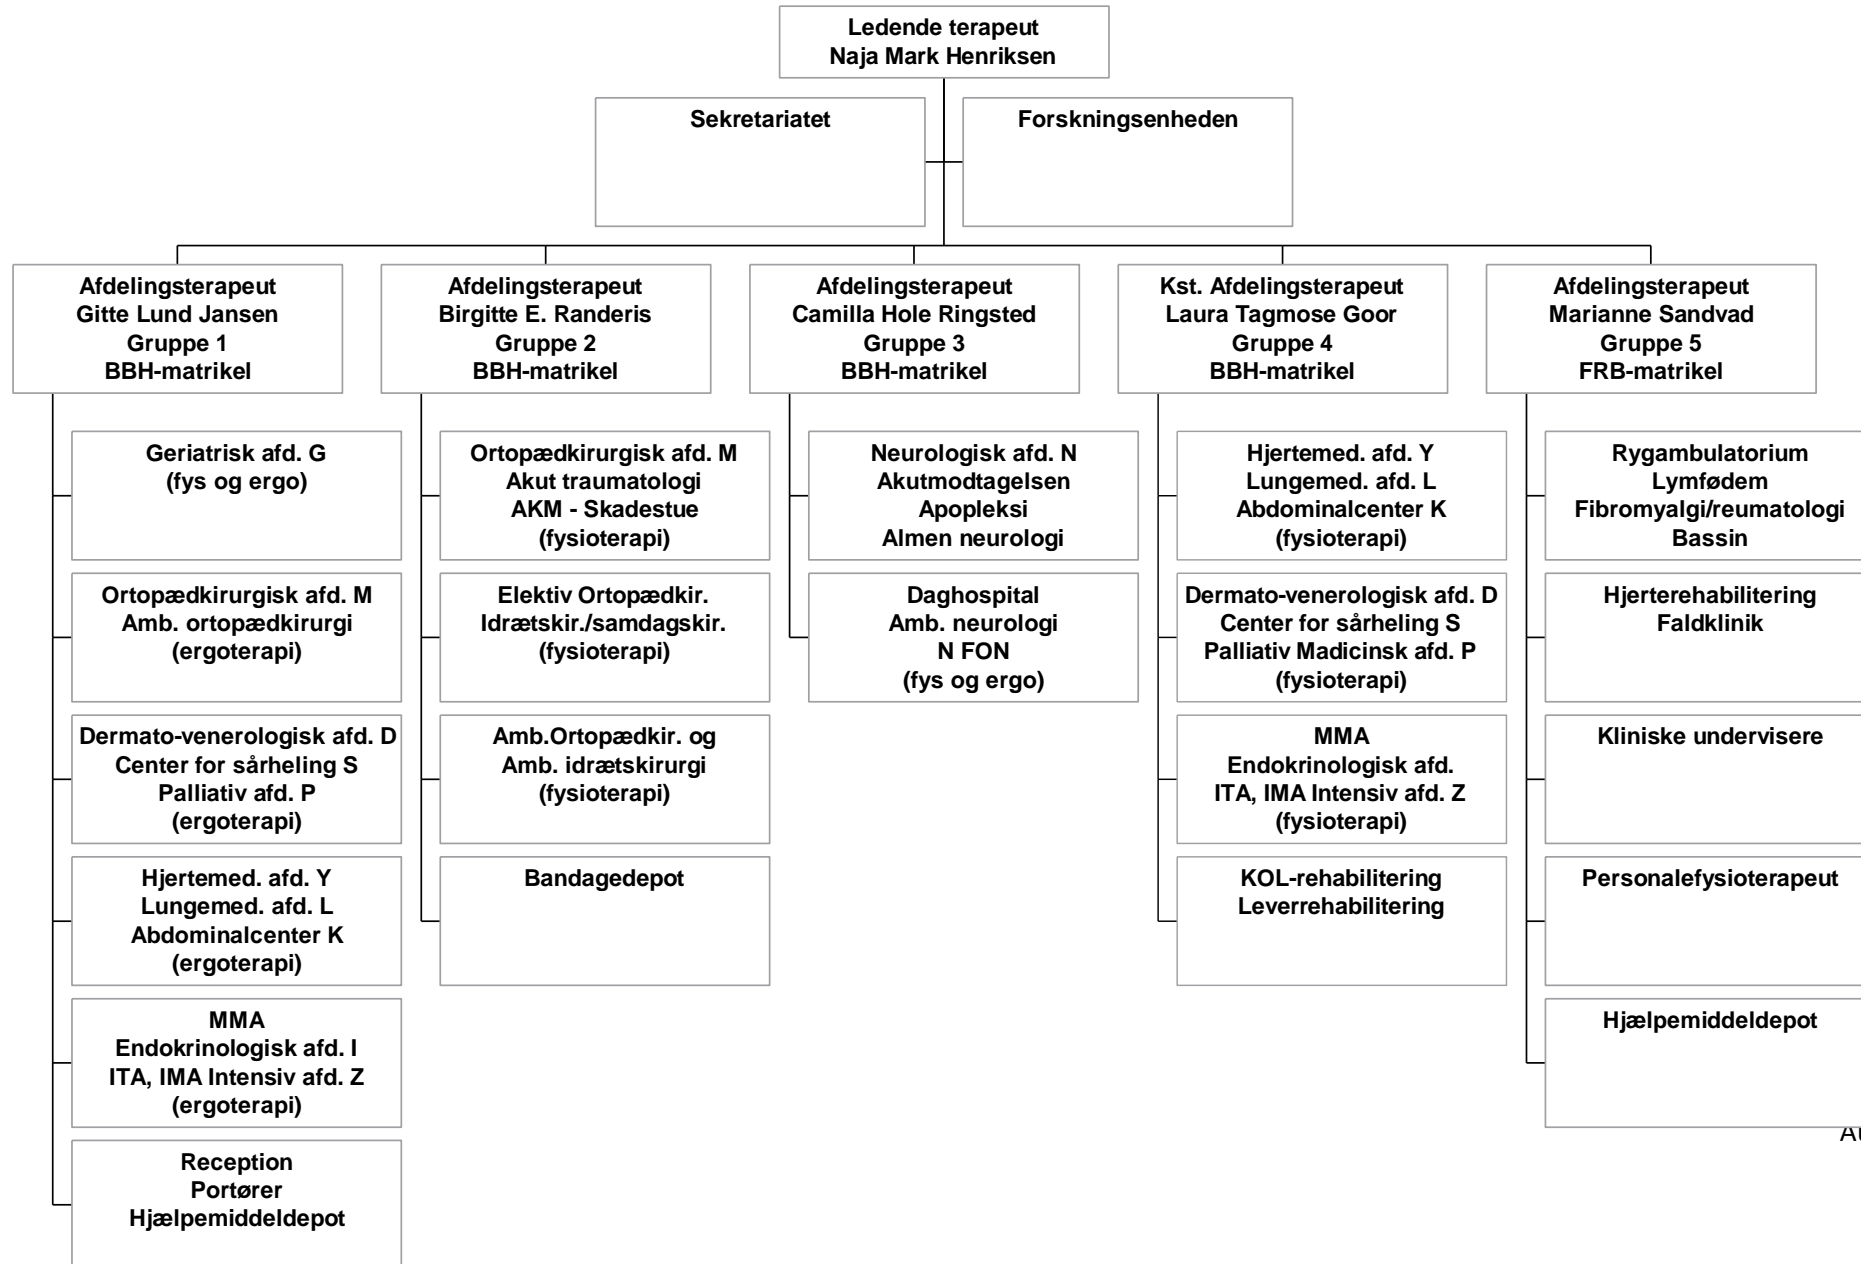 Ledende terapeut
Naja Mark Henriksen
Sekretariatet
Forskningsenheden
Afdelingsterapeut
Gitte Lund Jansen
Gruppe 1
BBH-matrikel
Geriatrisk afd. G
(fys og ergo)
Ortopædkirurgisk afd. M
Amb. ortopædkirurgi
(ergoterapi)
Dermato-venerologisk afd. D
Center for sårheling S
Palliativ afd. P
(ergoterapi)
Hjertemed. afd. Y
Lungemed. afd. L
Abdominalcenter K
(ergoterapi)
MMA
Endokrinologisk afd. I
ITA, IMA Intensiv afd. Z
(ergoterapi)
Reception
Portører
Hjælpemiddeldepot
Afdelingsterapeut
Birgitte E. Randeris
Gruppe 2
BBH-matrikel
Ortopædkirurgisk afd. M
Akut traumatologi
AKM - Skadestue
(fysioterapi)
Elektiv Ortopædkir.
Idrætskir./samdagskir.
(fysioterapi)
Amb.Ortopædkir. og
Amb. idrætskirurgi
(fysioterapi)
Bandagedepot
Afdelingsterapeut
Camilla Hole Ringsted
Gruppe 3
BBH-matrikel
Neurologisk afd. N
Akutmodtagelsen
Apopleksi
Almen neurologi
Daghospital
Amb. neurologi
N FON
(fys og ergo)
Kst. Afdelingsterapeut
Laura Tagmose Goor
Gruppe 4
BBH-matrikel
Hjertemed. afd. Y
Lungemed. afd. L
Abdominalcenter K
(fysioterapi)
Dermato-venerologisk afd. D
Center for sårheling S
Palliativ Madicinsk afd. P
(fysioterapi)
MMA
Endokrinologisk afd.
ITA, IMA Intensiv afd. Z
(fysioterapi)
KOL-rehabilitering
Leverrehabilitering
Afdelingsterapeut
Marianne Sandvad
Gruppe 5
FRB-matrikel
Rygambulatorium
Lymfødem
Fibromyalgi/reumatologi
Bassin
Hjerterehabilitering
Faldklinik
Kliniske undervisere
Personalefysioterapeut
Hjælpemiddeldepot